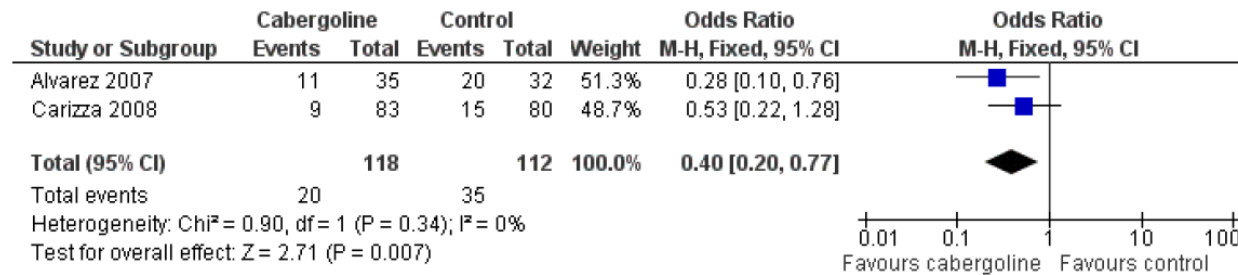 Cabergoline Control Odds Ratio Odds Ratio
Study or Subgroup Events Total Events Total Weight M-H, Fixed, 95% CI M-H, Fixed, 95% CI
Alvarez 2007 11 35 20 32 51.3% 0.28 [0.10, 0.76]
Carizza 2008 9 83 15 80 48.7% 0.53 [0.22, 1.28]
Total (95% CI) 118 112 100.0% 0.40 [0.20, 0.77]
Total events 20 35
Heterogeneity: Chi² = 0.90, df = 1 (P = 0.34); I² = 0%
Test for overall effect: Z = 2.71 (P = 0.007)
0.01 0.1 1 10 100
Favours cabergoline Favours control